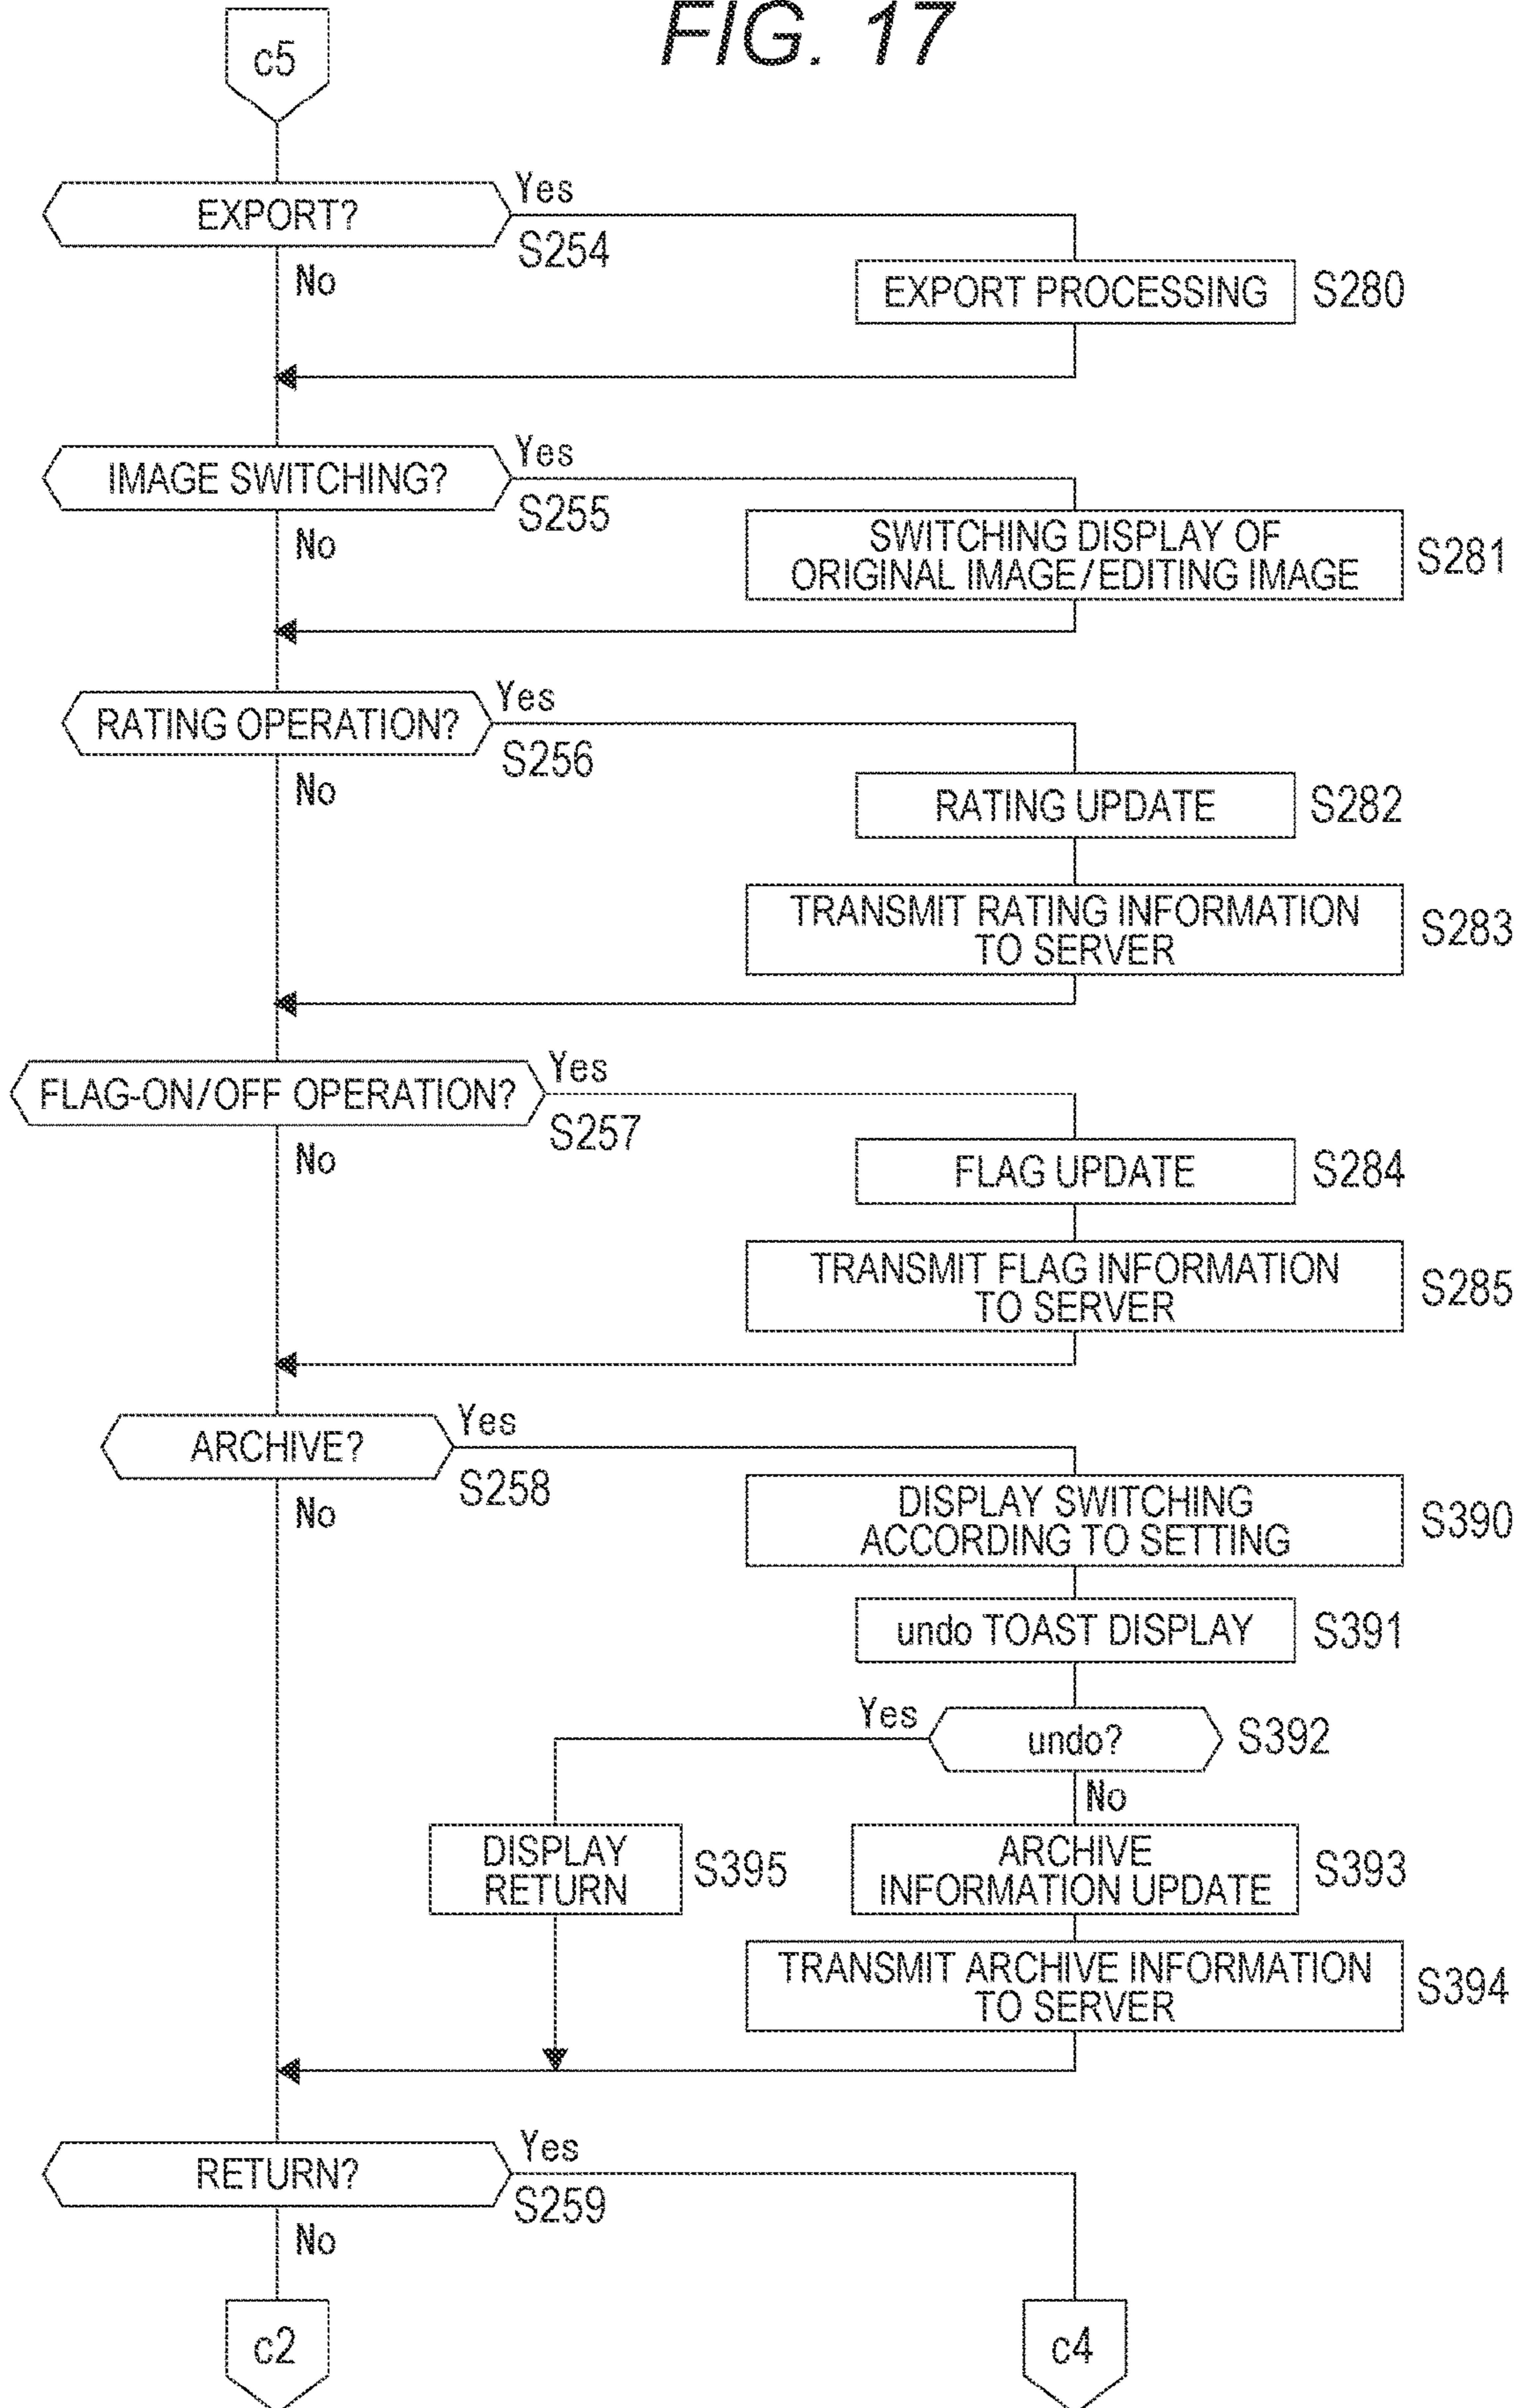 FIG. 17
c5
EXPORT?
Yes
S254
No
EXPORT PROCESSING
S280
IMAGE SWITCHING?
Yes
S255
No
SWITCHING DISPLAY OF
ORIGINAL IMAGE/EDITING IMAGE
S281
RATING OPERATION?
Yes
S256
No
RATING UPDATE
S282
TRANSMIT RATING INFORMATION
TO SERVER
S283
FLAG-ON/OFF OPERATION?
Yes
S257
No
FLAG UPDATE
S284
TRANSMIT FLAG INFORMATION
TO SERVER
S285
ARCHIVE?
Yes
S258
No
DISPLAY SWITCHING
ACCORDING TO SETTING
S390
undo TOAST DISPLAY
S391
Yes
undo?
S392
No
DISPLAY
RETURN
S395
ARCHIVE
INFORMATION UPDATE
S393
TRANSMIT ARCHIVE INFORMATION
TO SERVER
S394
RETURN?
Yes
S259
No
c2
c4